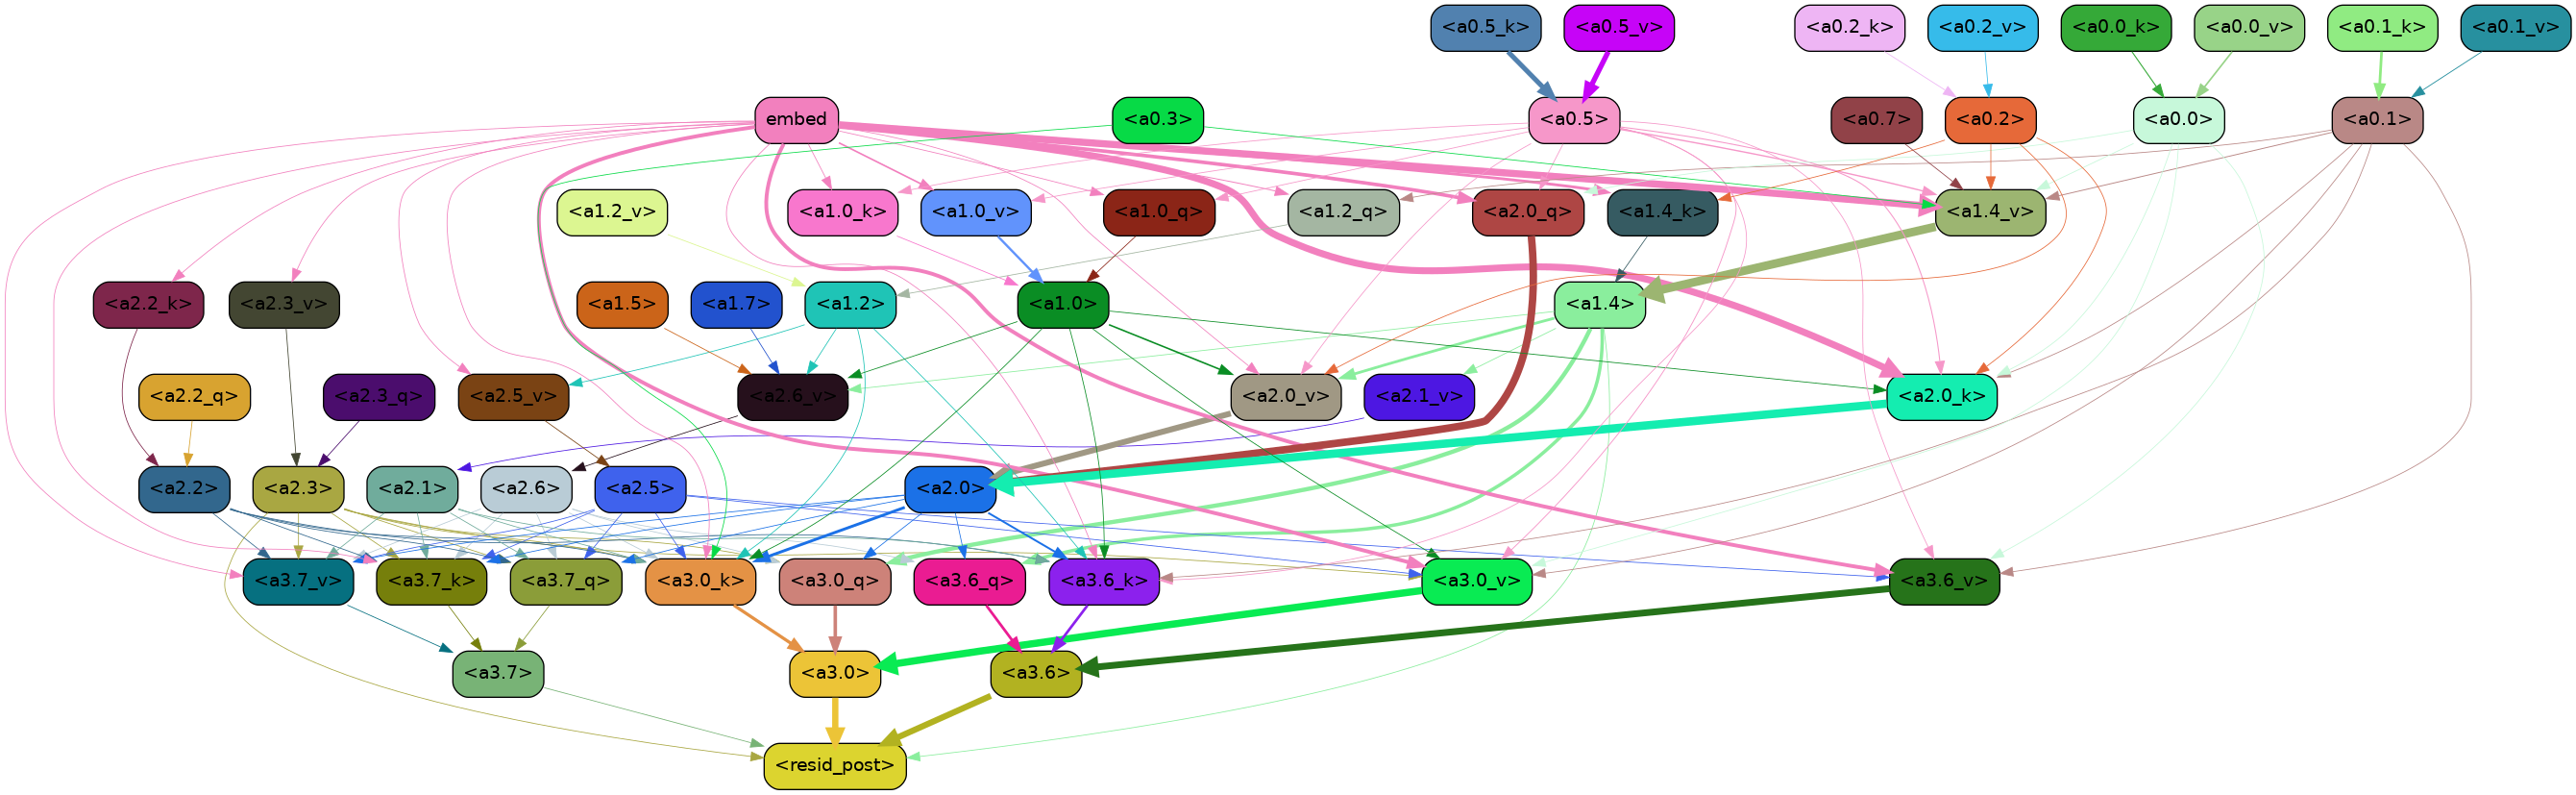 <a0.5_k> <a0.5_v> <a0.2_k> <a0.2_v> <a0.0_k> <a0.0_v> <a0.1_k> <a0.1_v>
embed <a0.3> <a0.5> <a0.7> <a0.2> <a0.0> <a0.1>
<a1.2_v> <a1.0_k> <a1.0_v> <a1.0_q> <a1.2_q> <a2.0_q> <a1.4_k> <a1.4_v>
<a2.2_k> <a2.3_v> <a1.5> <a1.7> <a1.2> <a1.0> <a1.4>
<a2.2_q> <a2.3_q> <a2.5_v> <a2.6_v> <a2.0_v> <a2.1_v> <a2.0_k>
<a2.2> <a2.3> <a2.1> <a2.6> <a2.5> <a2.0>
<a3.7_v> <a3.7_k> <a3.7_q> <a3.0_k> <a3.0_q> <a3.6_q> <a3.6_k> <a3.0_v> <a3.6_v>
<a3.7> <a3.0> <a3.6>
<resid_post>